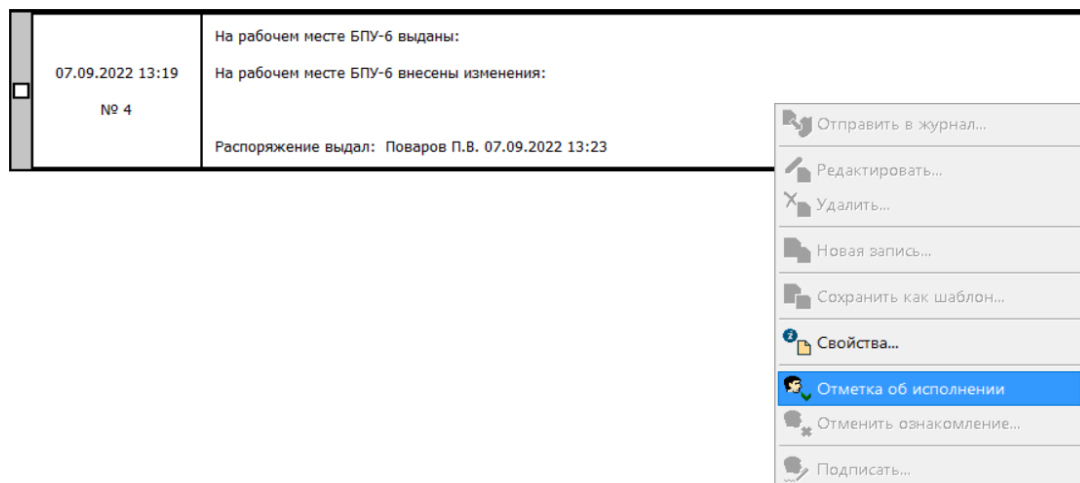 На рабочем месте БПУ-6 выданы:
07.09.2022 13:19
На рабочем месте БПУ-6 внесены изменения:
№ 4
Распоряжение выдал: Поваров П.В. 07.09.2022 13:23
Отправить в журнал...
Редактировать...
Удалить...
Новая запись...
Сохранить как шаблон...
Свойства...
Отметка об исполнении
Отменить ознакомление...
Подписать...